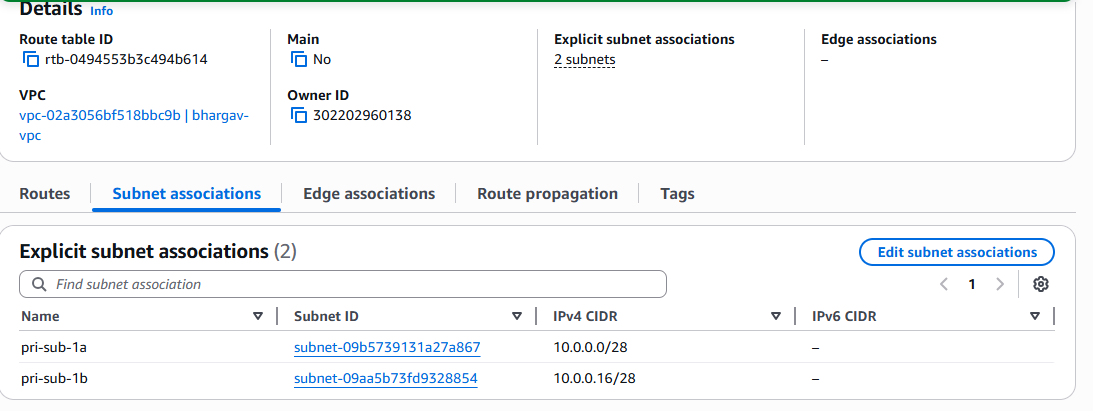 Details Info
Route table ID
rtb-0494553b3c494b614
Main
No
Explicit subnet associations
2 subnets
Edge associations
–
VPC
vpc-02a3056bf518bbc9b | bhargav-
vpc
Owner ID
302202960138
Routes
Subnet associations
Edge associations
Route propagation
Tags
Explicit subnet associations (2)
Edit subnet associations
Find subnet association
1
Name
Subnet ID
IPv4 CIDR
IPv6 CIDR
pri-sub-1a
subnet-09b5739131a27a867
10.0.0.0/28
–
pri-sub-1b
subnet-09aa5b73fd9328854
10.0.0.16/28
–